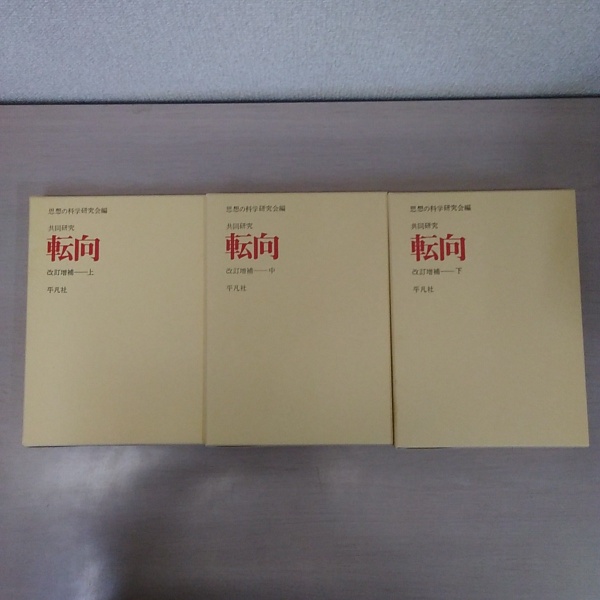 思想の科学研究会編
共同研究
転向
改訂増補——上
平凡社
思想の科学研究会編
共同研究
転向
改訂増補——中
平凡社
思想の科学研究会編
共同研究
転向
改訂増補——下
平凡社